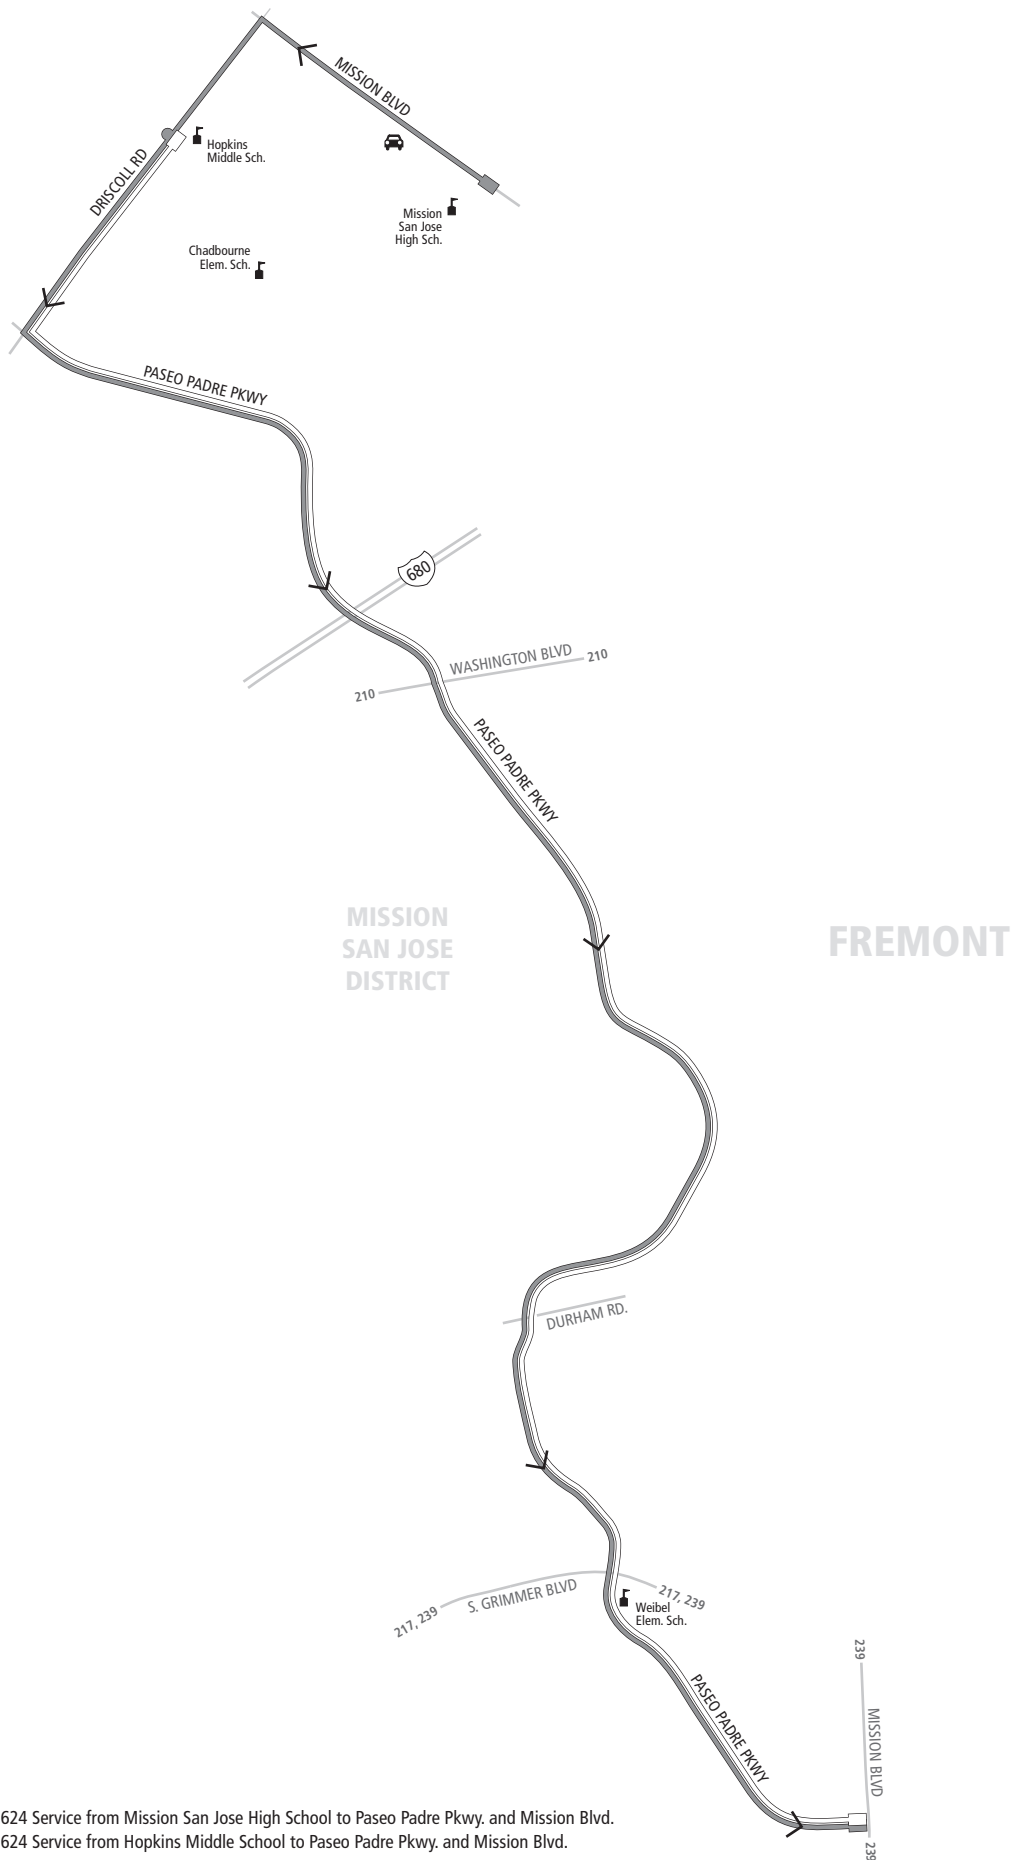 MISSION BLVD
Hopkins
Middle Sch.
DRISCOLL RD
Mission
San Jose
High Sch.
Chadbourne
Elem. Sch.
PASEO PADRE PKWY
680
WASHINGTON BLVD
210
210
PASEO PADRE PKWY
MISSION
SAN JOSE
DISTRICT
FREMONT
DURHAM RD.
S. GRIMMER BLVD
217, 239
217, 239
Weibel
Elem. Sch.
239
PASEO PADRE PKWY
MISSION BLVD
239
624 Service from Mission San Jose High School to Paseo Padre Pkwy. and Mission Blvd.
624 Service from Hopkins Middle School to Paseo Padre Pkwy. and Mission Blvd.